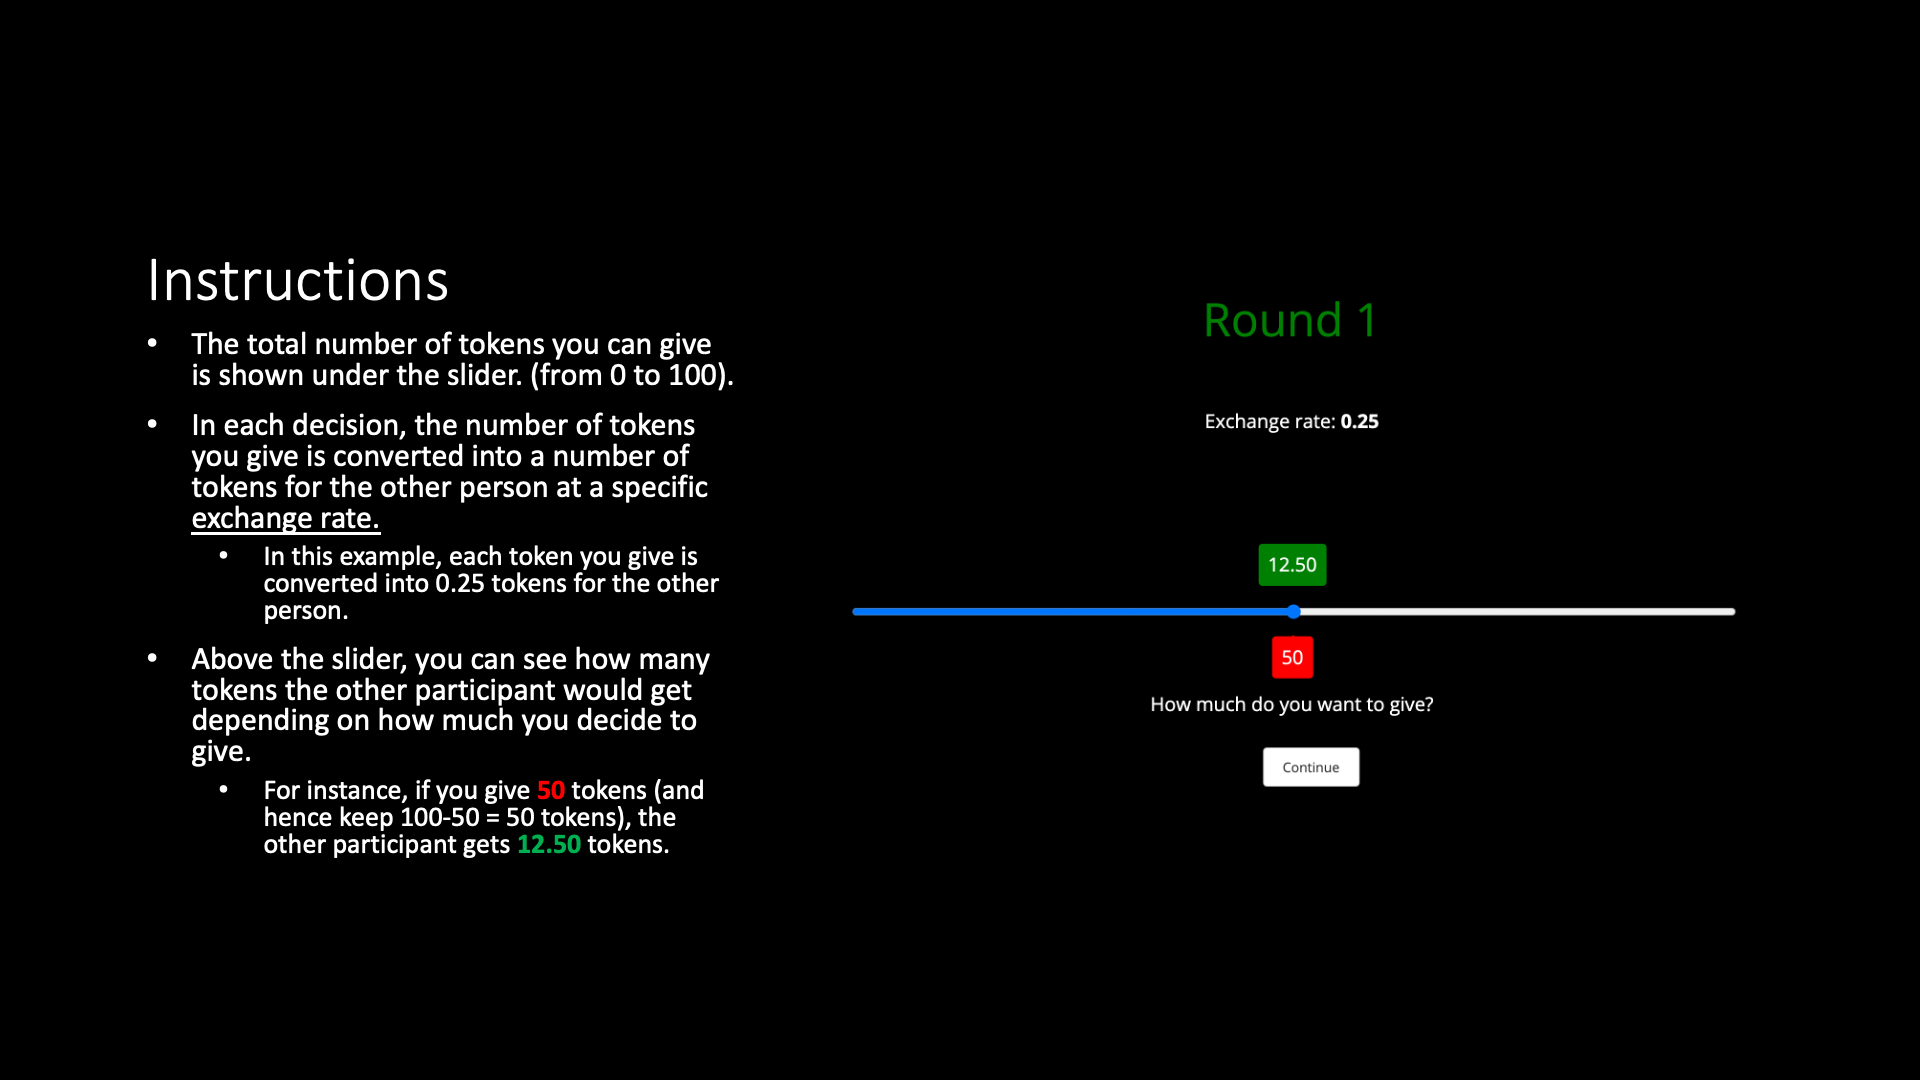 Instructions
• The total number of tokens you can give
is shown under the slider. (from 0 to 100).
• In each decision, the number of tokens
you give is converted into a number of
tokens for the other person at a specific
exchange rate.
• In this example, each token you give is
converted into 0.25 tokens for the other
person.
• Above the slider, you can see how many
tokens the other participant would get
depending on how much you decide to
give.
• For instance, if you give 50 tokens (and
hence keep 100-50 = 50 tokens), the
other participant gets 12.50 tokens.
Round 1
Exchange rate: 0.25
12.50
50
How much do you want to give?
Continue